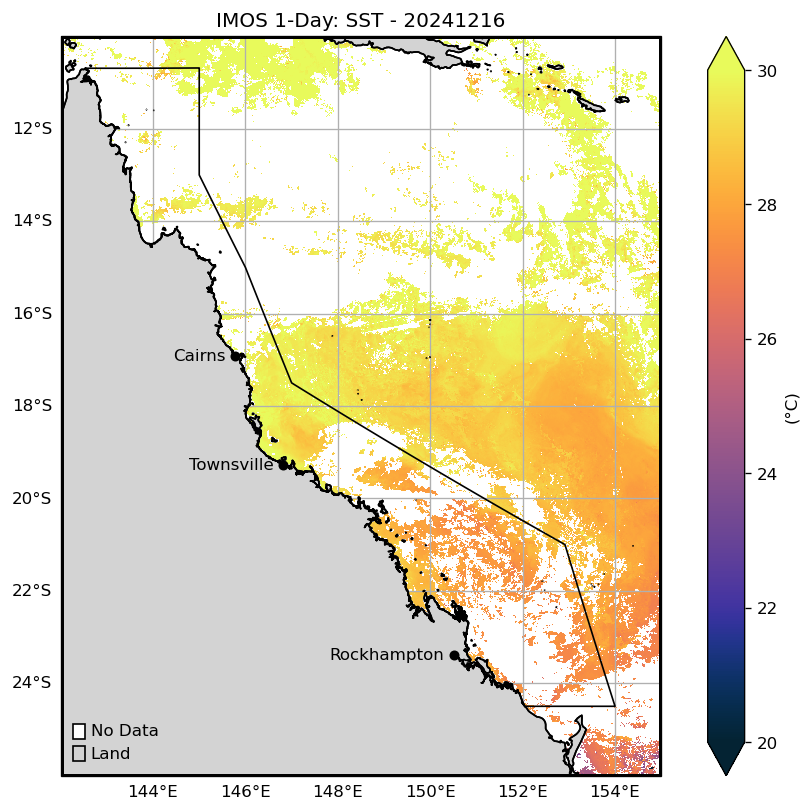 IMOS 1-Day: SST - 20241216
12°S
14°S
16°S
18°S
20°S
22°S
24°S
Cairns
Townsville
Rockhampton
No Data
Land
144°E 146°E 148°E 150°E 152°E 154°E
30
28
26
24
22
20
(°C)